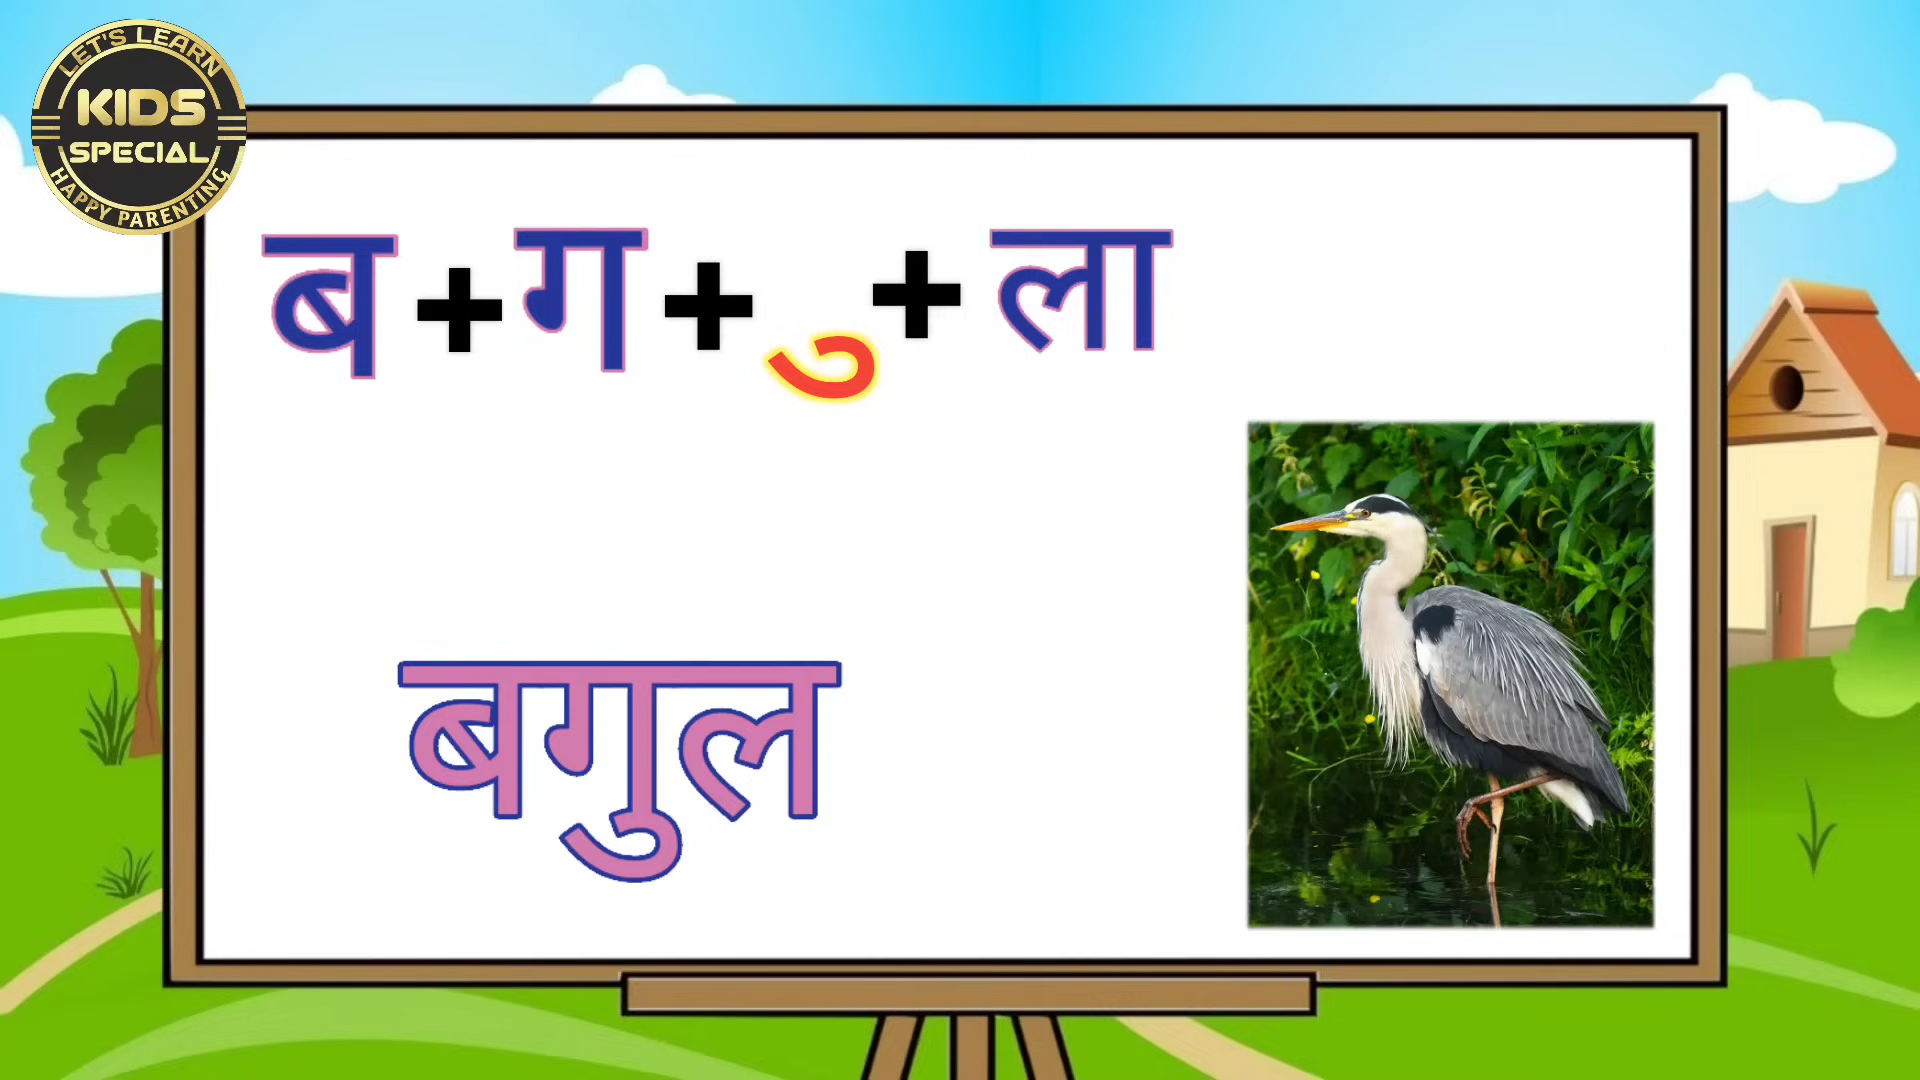 LET'S LEARN
KIDS
SPECIAL
HAPPY PARENTING
ब + ग + ु + ला
बगुल